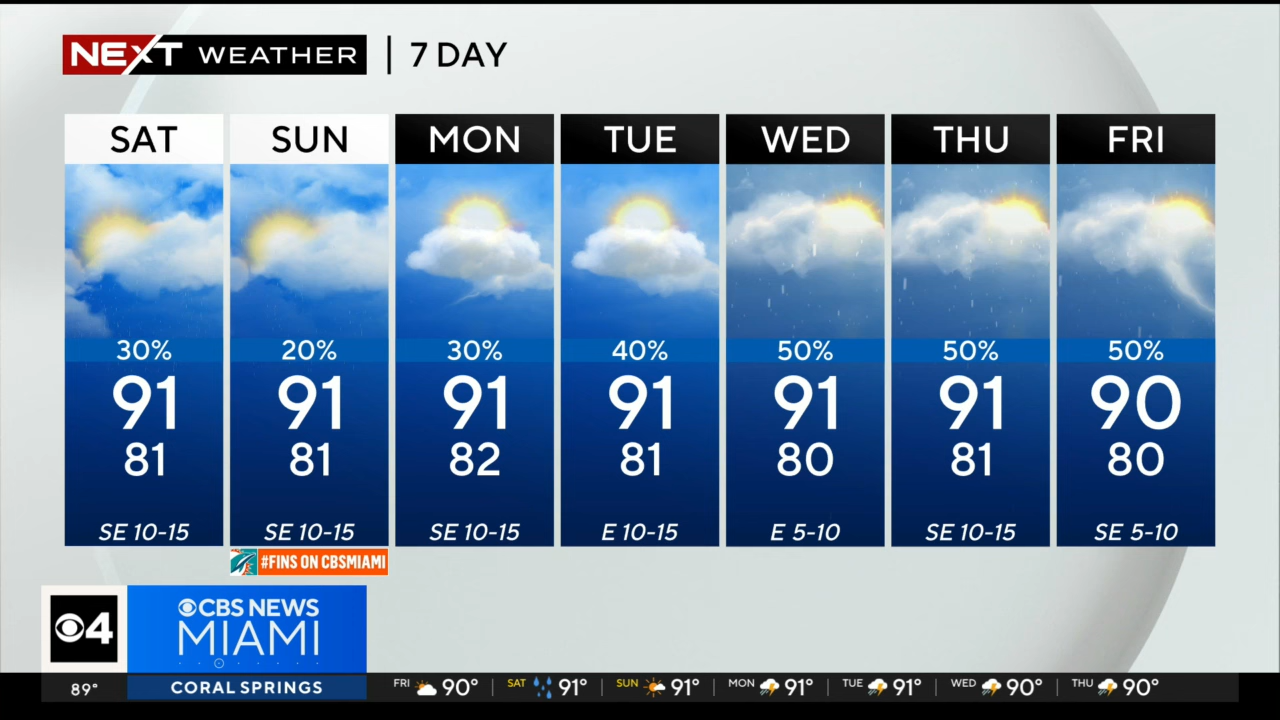 NEXT WEATHER | 7 DAY
SAT SUN MON TUE WED THU FRI
30% 20% 30% 40% 50% 50% 50%
91 91 91 91 91 91 90
81 81 82 81 80 81 80
SE 10-15 SE 10-15 SE 10-15 E 10-15 E 5-10 SE 10-15 SE 5-10
#FINS ON CBSMIAMI
4 CBS NEWS
MIAMI
89° CORAL SPRINGS FRI 90° SAT 91° SUN 91° MON 91° TUE 91° WED 90° THU 90°